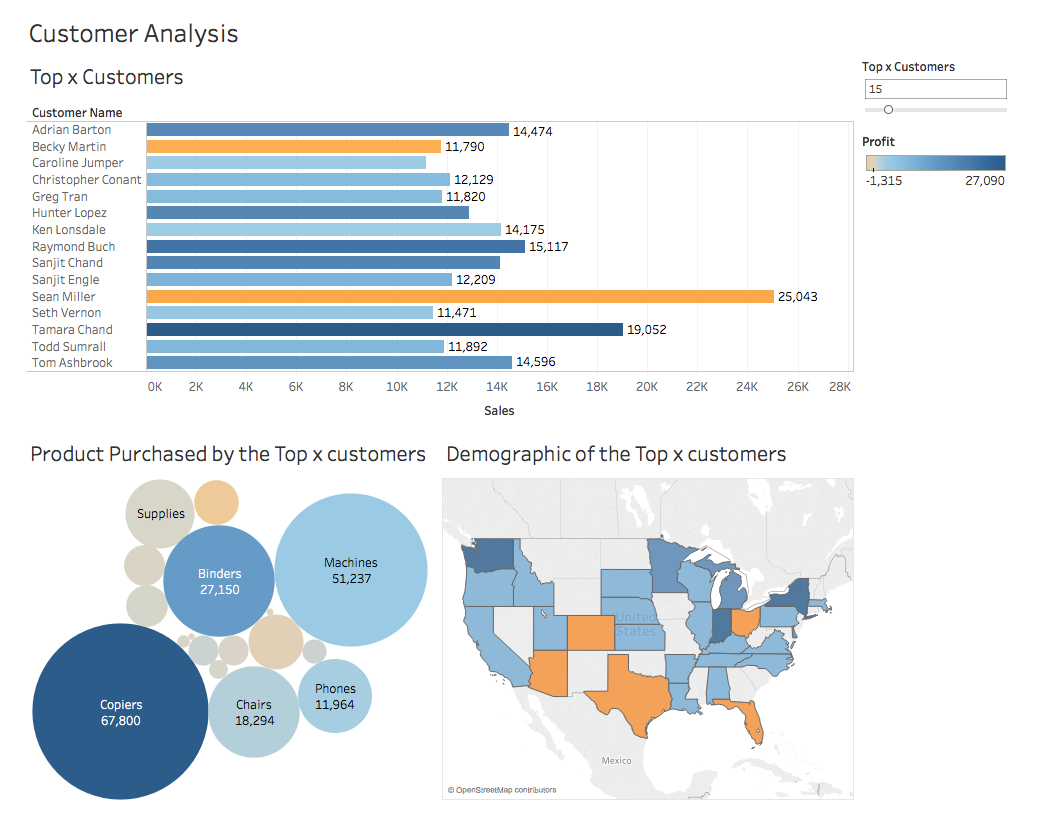 Customer Analysis
Top x Customers
Top x Customers
15
Profit
-1,315 27,090
Customer Name
Adrian Barton 14,474
Becky Martin 11,790
Caroline Jumper
Christopher Conant 12,129
Greg Tran 11,820
Hunter Lopez
Ken Lonsdale 14,175
Raymond Buch 15,117
Sanjit Chand
Sanjit Engle 12,209
Sean Miller 25,043
Seth Vernon 11,471
Tamara Chand 19,052
Todd Sumrall 11,892
Tom Ashbrook 14,596
0K 2K 4K 6K 8K 10K 12K 14K 16K 18K 20K 22K 24K 26K 28K
Sales
Product Purchased by the Top x customers
Supplies
Binders
27,150
Machines
51,237
Copiers
67,800
Chairs
18,294
Phones
11,964
Demographic of the Top x customers
United
States
Mexico
© OpenStreetMap contributors